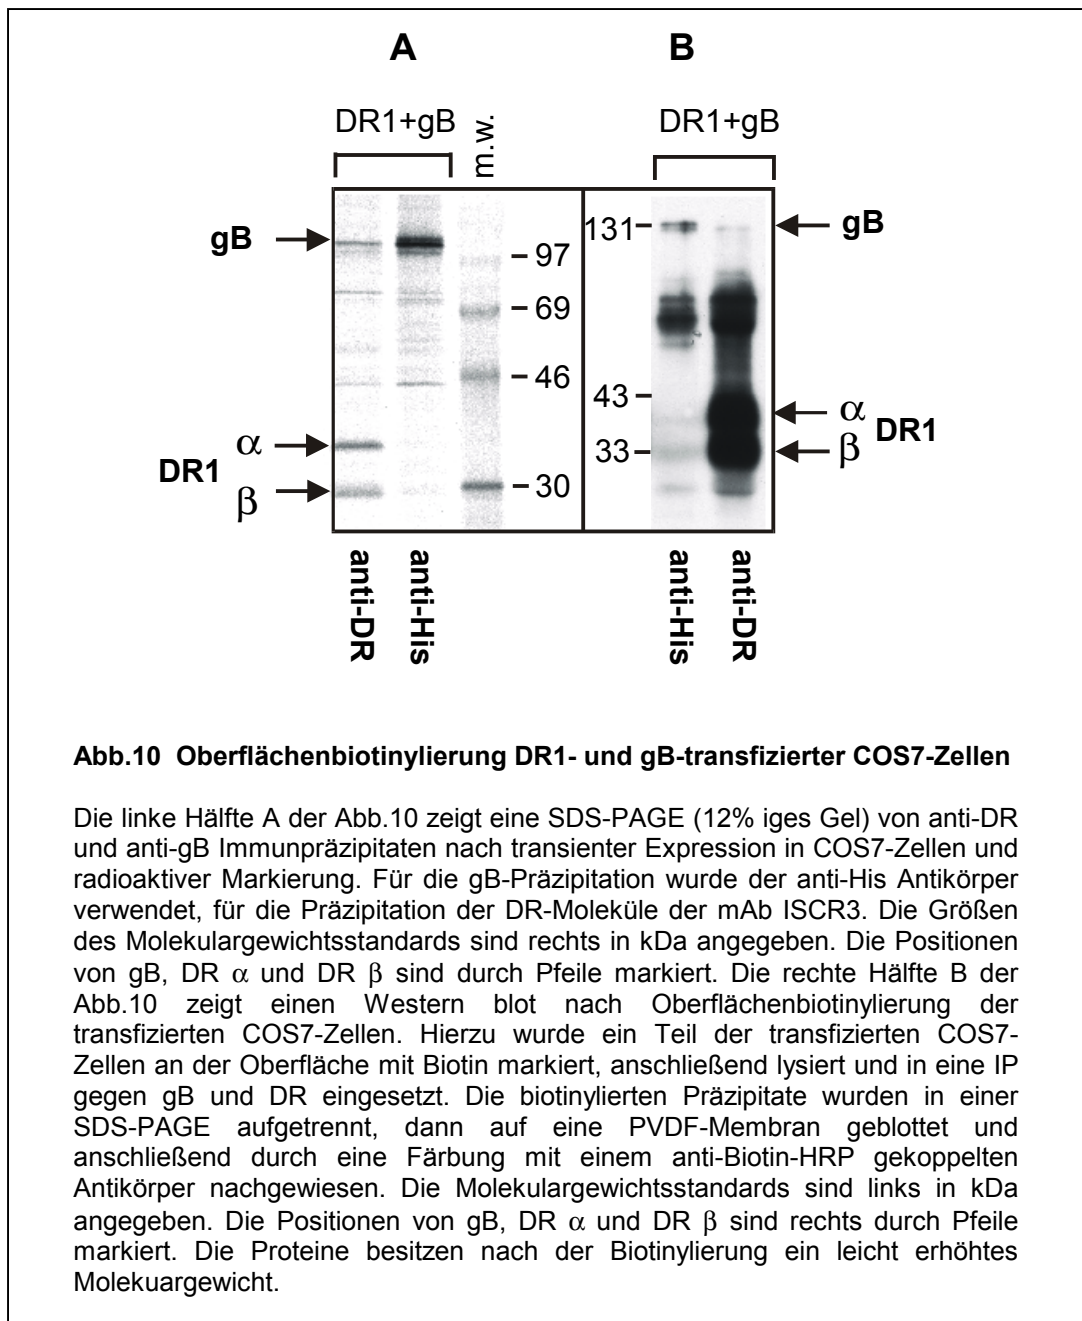 A B
DR1+gB m.w. DR1+gB
gB 131 gB
97
69
46 43 α
α 33 DR1
DR1 β
β 30
anti-DR anti-His anti-His anti-DR
Abb.10 Oberflächenbiotinylierung DR1- und gB-transfizierter COS7-Zellen
Die linke Hälfte A der Abb.10 zeigt eine SDS-PAGE (12% iges Gel) von anti-DR
und anti-gB Immunpräzipitaten nach transienter Expression in COS7-Zellen und
radioaktiver Markierung. Für die gB-Präzipitation wurde der anti-His Antikörper
verwendet, für die Präzipitation der DR-Moleküle der mAb ISCR3. Die Größen
des Molekulargewichtsstandards sind rechts in kDa angegeben. Die Positionen
von gB, DR α und DR β sind durch Pfeile markiert. Die rechte Hälfte B der
Abb.10 zeigt einen Western blot nach Oberflächenbiotinylierung der
transfizierten COS7-Zellen. Hierzu wurde ein Teil der transfizierten COS7-
Zellen an der Oberfläche mit Biotin markiert, anschließend lysiert und in eine IP
gegen gB und DR eingesetzt. Die biotinylierten Präzipitate wurden in einer
SDS-PAGE aufgetrennt, dann auf eine PVDF-Membran geblottet und
anschließend durch eine Färbung mit einem anti-Biotin-HRP gekoppelten
Antikörper nachgewiesen. Die Molekulargewichtsstandards sind links in kDa
angegeben. Die Positionen von gB, DR α und DR β sind rechts durch Pfeile
markiert. Die Proteine besitzen nach der Biotinylierung ein leicht erhöhtes
Molekuargewicht.